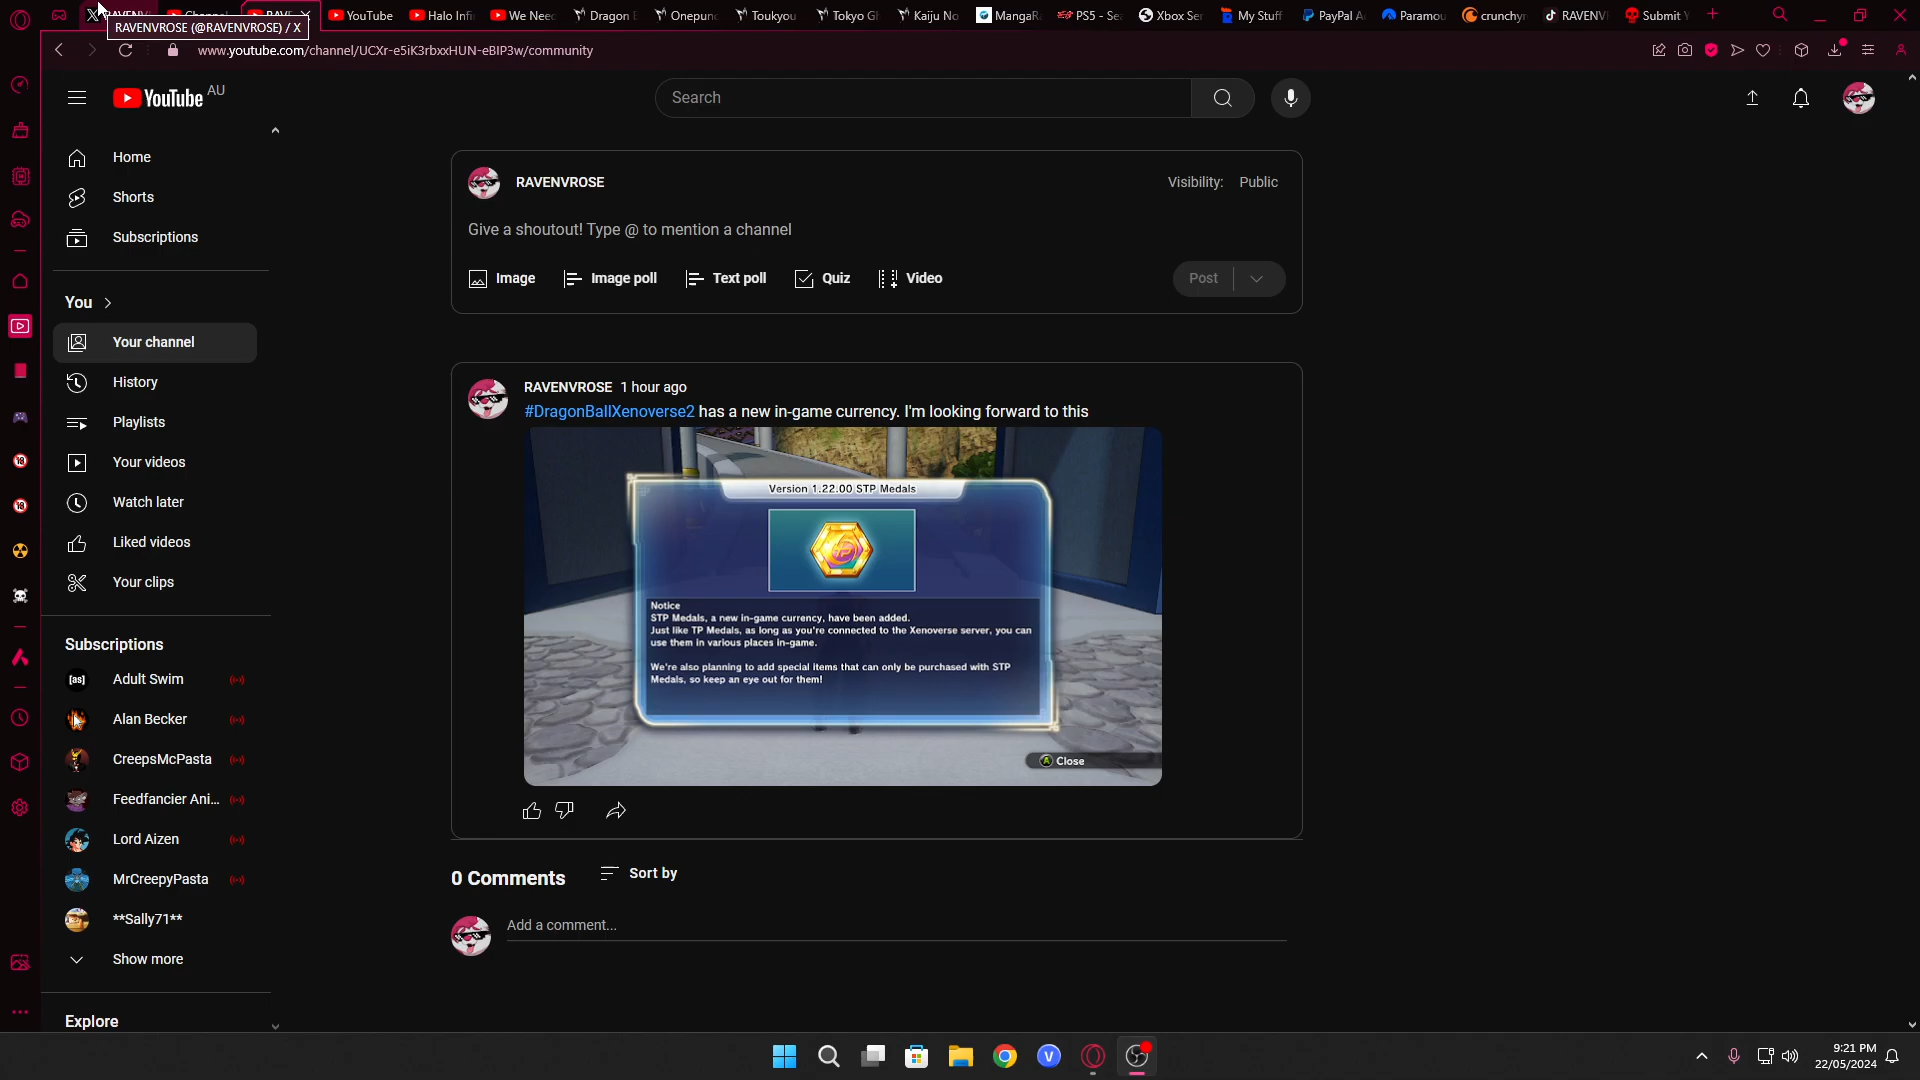 RAVENV
Channel
RAVE
YouTube
Halo Infi
We Need
Dragon
Onepunc
Toukyou
Tokyo Gh
Kaiju No
MangaRa
PS5 - Se
Xbox Ser
My Stuff
PayPal A
Paramou
crunchyr
RAVENV
Submit Y
RAVENVROSE (@RAVENVROSE) / X
www.youtube.com/channel/UCXr-e5iK3rbxxHUN-eBIP3w/community
YouTube AU
Search
Home
Shorts
Subscriptions
You
Your channel
History
Playlists
Your videos
Watch later
Liked videos
Your clips
Subscriptions
[as] Adult Swim
Alan Becker
CreepsMcPasta
Feedfancier Ani...
Lord Aizen
MrCreepyPasta
**Sally71**
Show more
Explore
RAVENVROSE
Visibility: Public
Give a shoutout! Type @ to mention a channel
Image
Image poll
Text poll
Quiz
Video
Post
RAVENVROSE 1 hour ago
#DragonBallXenoverse2 has a new in-game currency. I'm looking forward to this
Version 1.22.00 STP Medals
Notice
STP Medals, a new in-game currency, have been added.
Just like TP Medals, as long as you're connected to the Xenoverse server, you can
use them in various places in-game.
We're also planning to add special items that can only be purchased with STP
Medals, so keep an eye out for them!
A Close
0 Comments
Sort by
Add a comment...
9:21 PM
22/05/2024